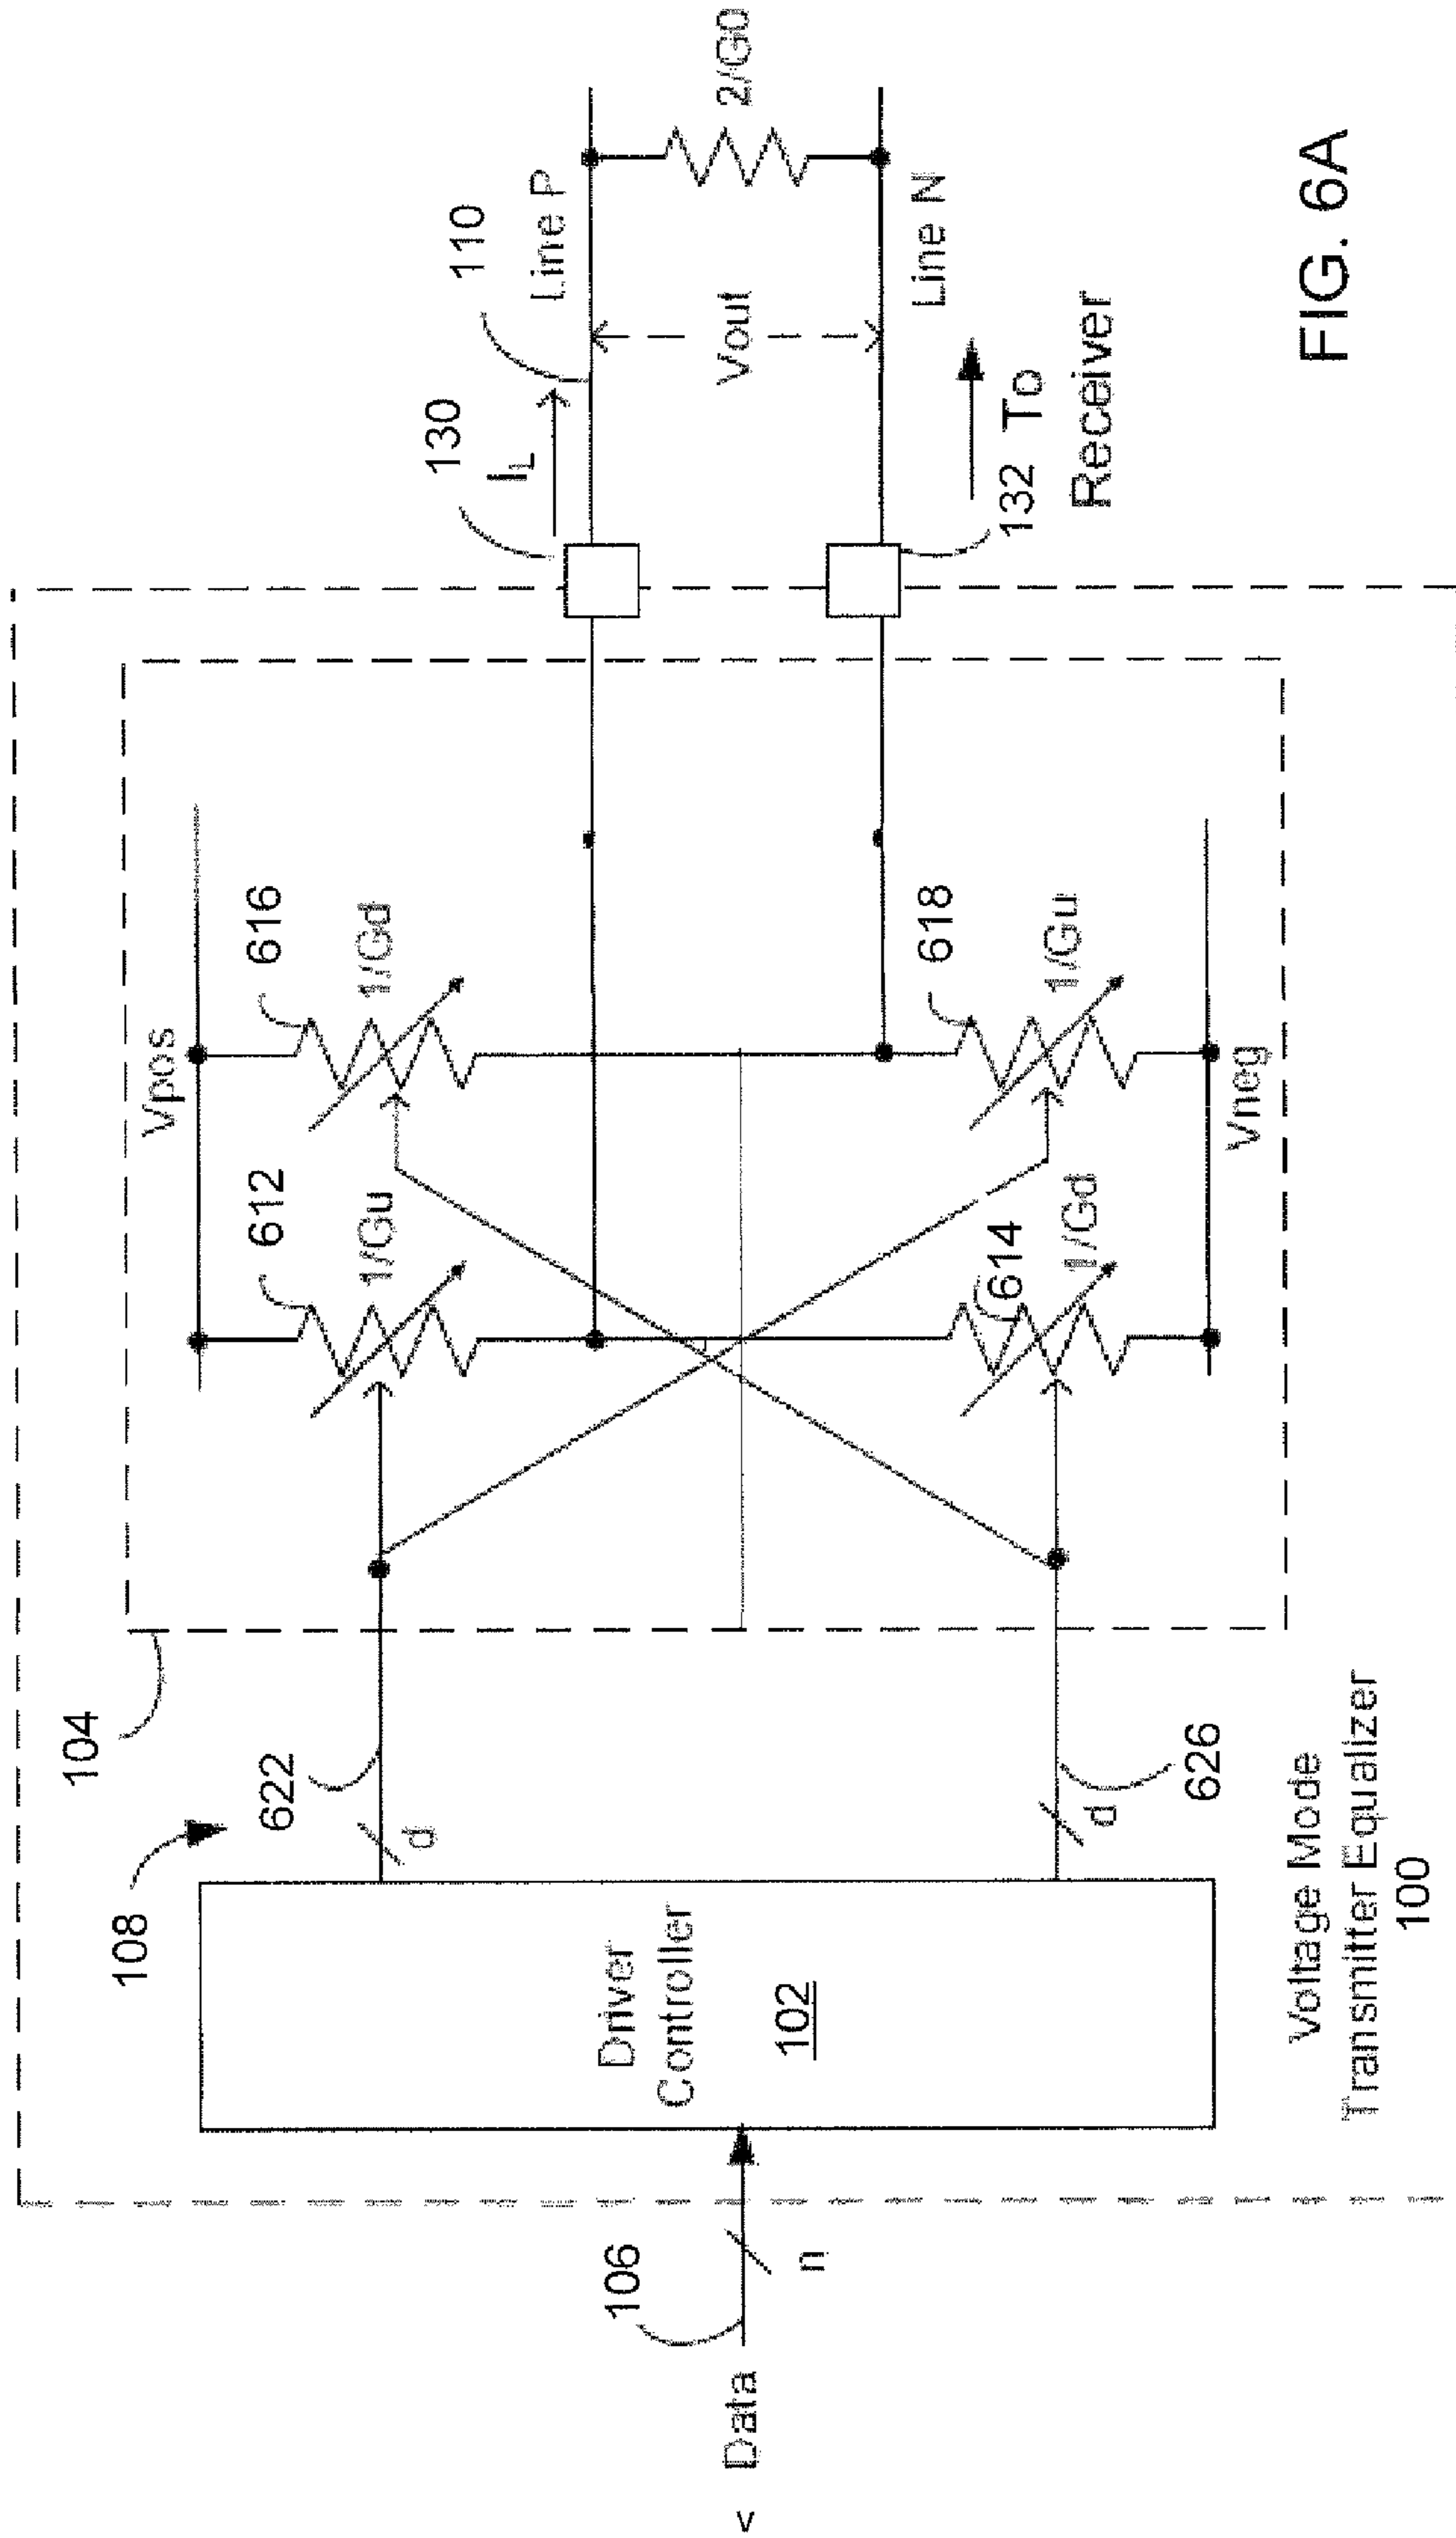 104
108
622
d
Driver
Controller
102
d
626
106
n
Data
v
Voltage Mode
Transmitter Equalizer
100
Vpos
612
1/Gu
616
1/Gd
614
1/Gd
618
1/Gu
Vneg
130
I_L
110
Line P
Vout
2/G0
Line N
132
To
Receiver
FIG. 6A